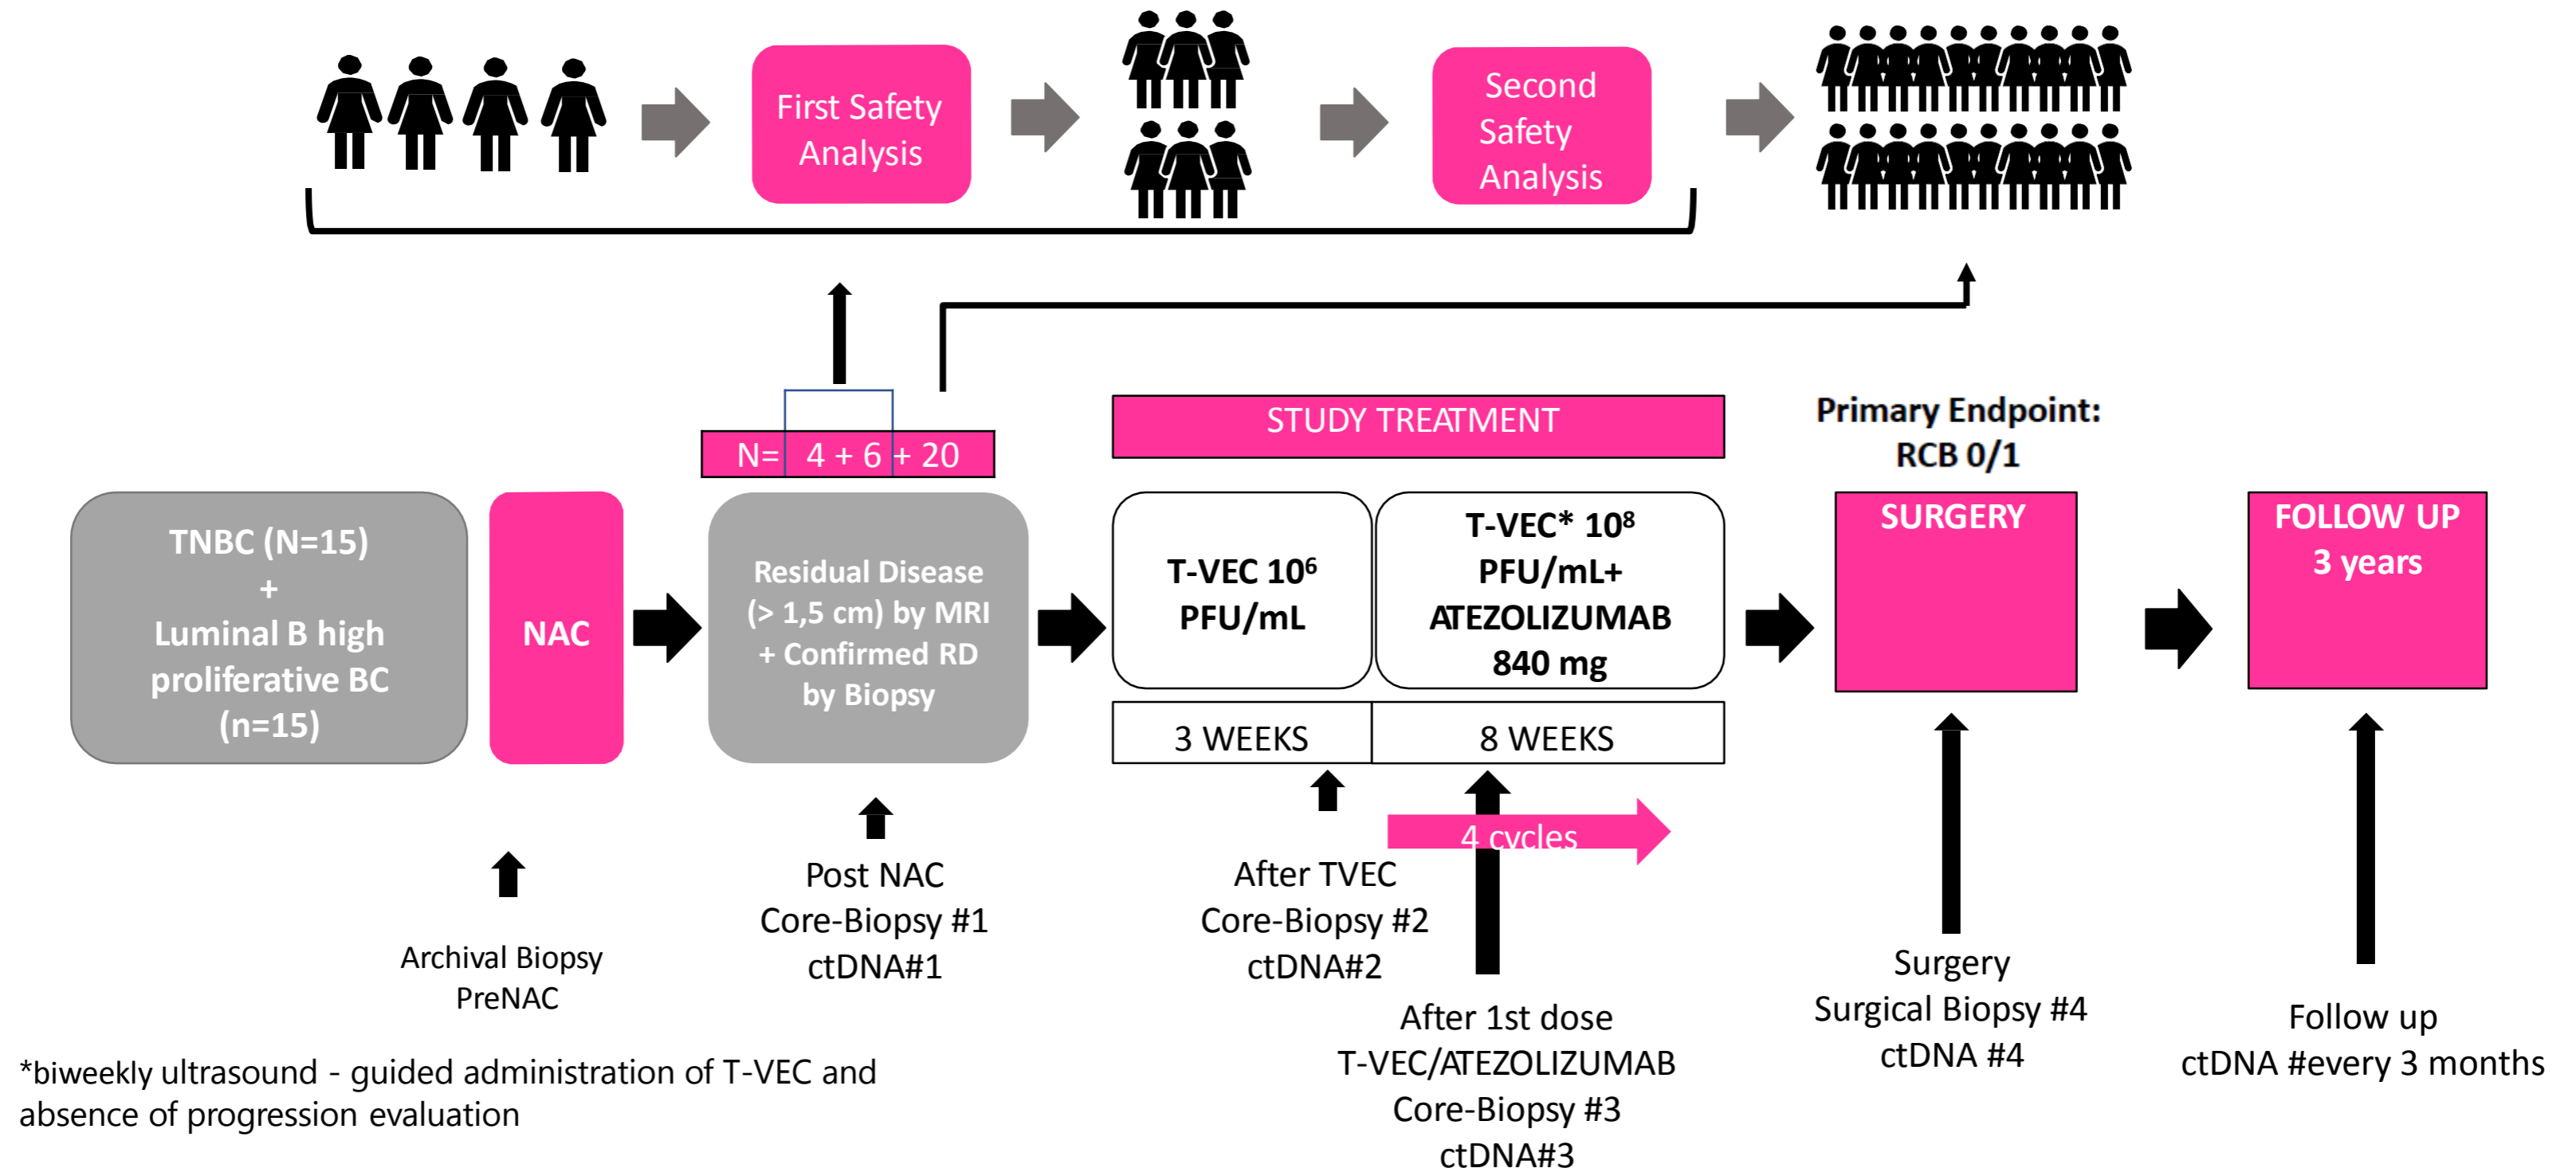 First Safety
Analysis
Second
Safety
Analysis
N= 4 + 6 + 20
STUDY TREATMENT
Primary Endpoint:
RCB 0/1
TNBC (N=15)
+
Luminal B high
proliferative BC
(n=15)
NAC
Residual Disease
(> 1,5 cm) by MRI
+ Confirmed RD
by Biopsy
T-VEC 10⁶
PFU/mL
T-VEC* 10⁸
PFU/mL+
ATEZOLIZUMAB
840 mg
SURGERY
FOLLOW UP
3 years
3 WEEKS
8 WEEKS
4 cycles
Archival Biopsy
PreNAC
Post NAC
Core-Biopsy #1
ctDNA#1
After TVEC
Core-Biopsy #2
ctDNA#2
After 1st dose
T-VEC/ATEZOLIZUMAB
Core-Biopsy #3
ctDNA#3
Surgery
Surgical Biopsy #4
ctDNA #4
Follow up
ctDNA #every 3 months
*biweekly ultrasound - guided administration of T-VEC and
absence of progression evaluation